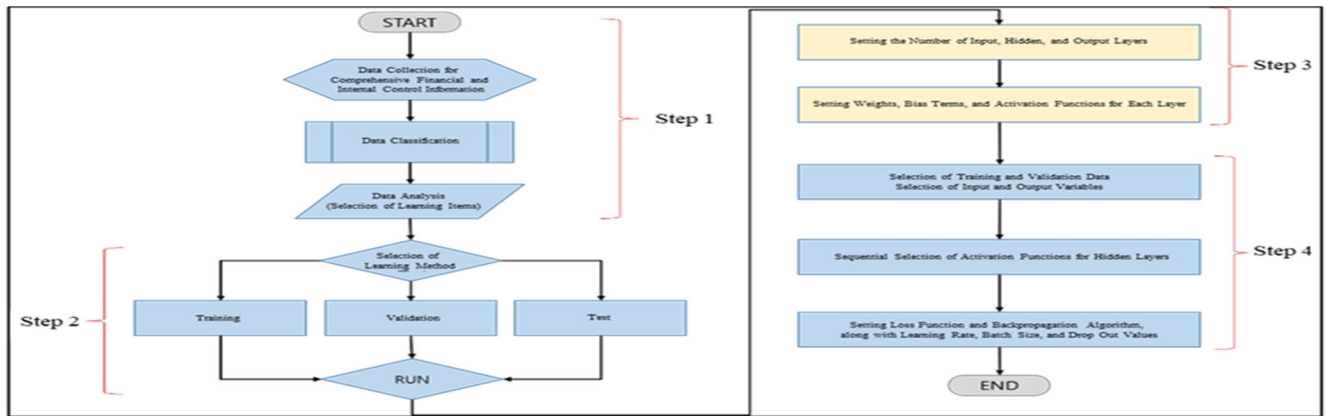 START
Data Collection for
Comprehensive Financial and
Internal Control Information
Data Classification
Data Analysis
(Selection of Learning Items)
Step 1
Selection of
Learning Method
Training
Validation
Test
RUN
Step 2
Setting the Number of Input, Hidden, and Output Layers
Setting Weights, Bias Terms, and Activation Functions for Each Layer
Step 3
Selection of Training and Validation Data
Selection of Input and Output Variables
Sequential Selection of Activation Functions for Hidden Layers
Setting Loss Function and Backpropagation Algorithm,
along with Learning Rate, Batch Size, and Drop Out Values
Step 4
END